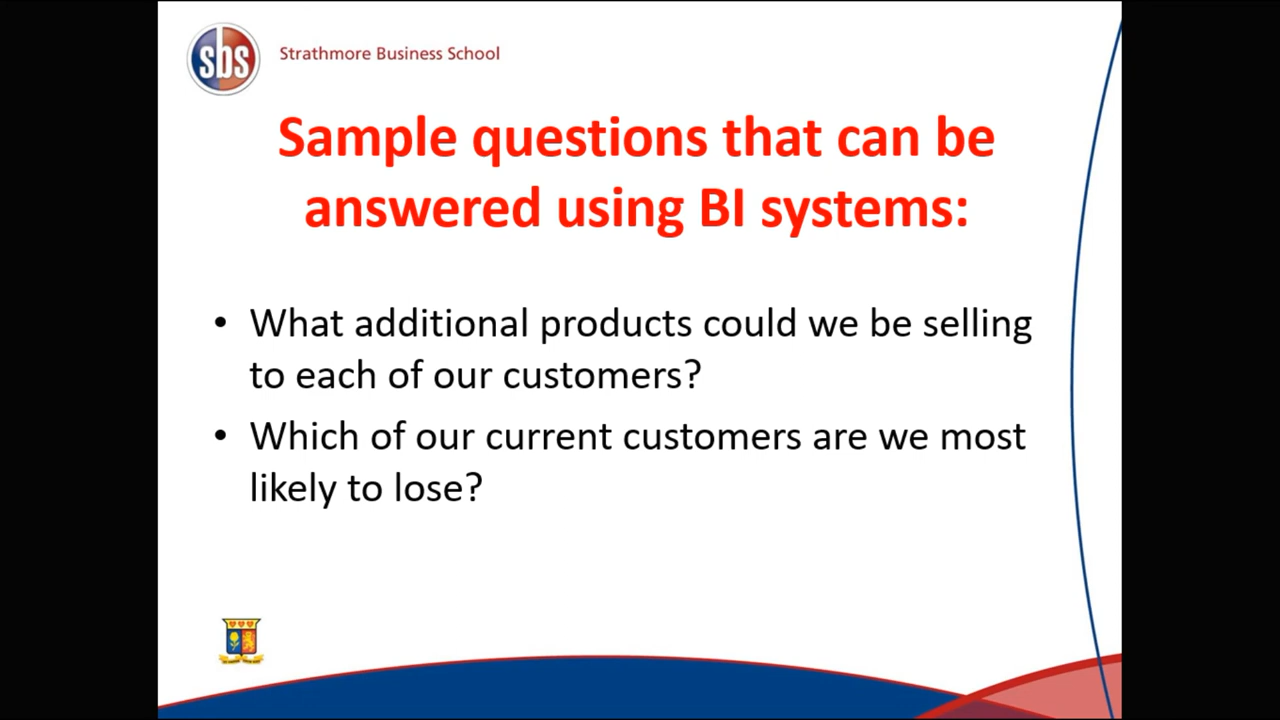 sbs
Strathmore Business School
Sample questions that can be
answered using BI systems:
• What additional products could we be selling
to each of our customers?
• Which of our current customers are we most
likely to lose?